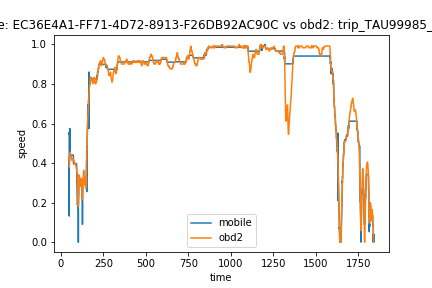 e: EC36E4A1-FF71-4D72-8913-F26DB92AC90C vs obd2: trip_TAU99985_
1.0
0.8
0.6
0.4
0.2
0.0
speed
mobile
obd2
0 250 500 750 1000 1250 1500 1750
time